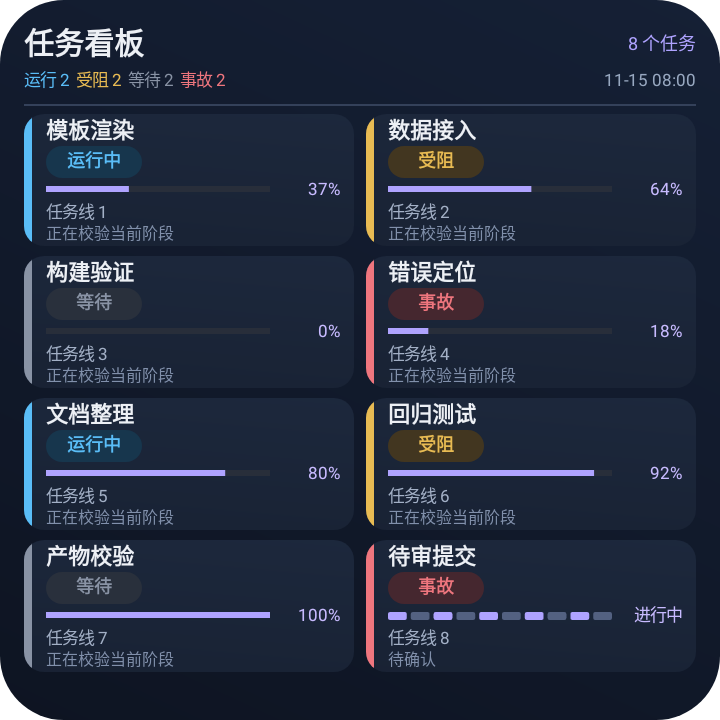 任务看板
8 个任务
运行 2 受阻 2 等待 2 事故 2
11-15 08:00
模板渲染
运行中
37%
任务线 1
正在校验当前阶段
数据接入
受阻
64%
任务线 2
正在校验当前阶段
构建验证
等待
0%
任务线 3
正在校验当前阶段
错误定位
事故
18%
任务线 4
正在校验当前阶段
文档整理
运行中
80%
任务线 5
正在校验当前阶段
回归测试
受阻
92%
任务线 6
正在校验当前阶段
产物校验
等待
100%
任务线 7
正在校验当前阶段
待审提交
事故
进行中
任务线 8
待确认